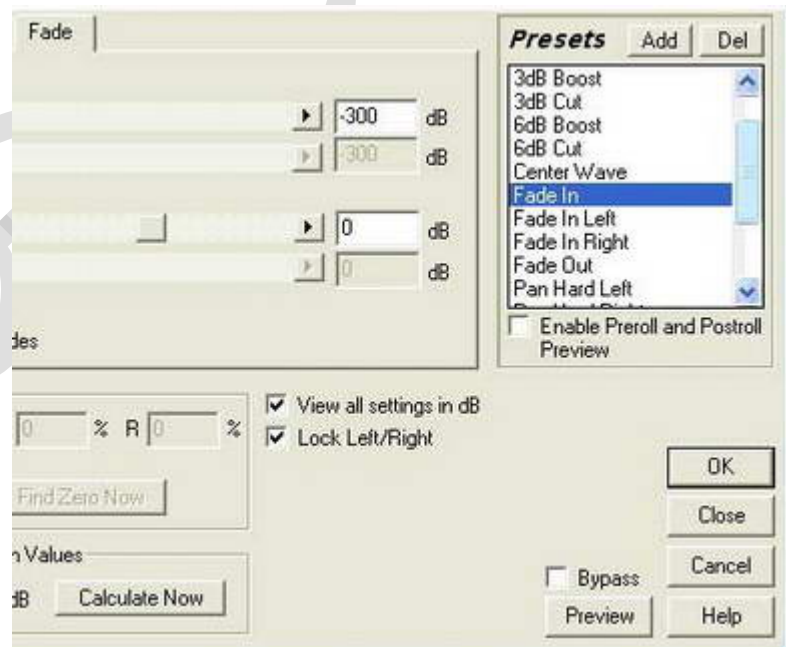 Fade
Presets Add Del
3dB Boost
3dB Cut
6dB Boost
6dB Cut
Center Wave
Fade In
Fade In Left
Fade In Right
Fade Out
Pan Hard Left
Enable Preroll and Postroll
Preview
-300 dB
-300 dB
0 dB
0 dB
des
0 % R 0 %
View all settings in dB
Lock Left/Right
Find Zero Now
n Values
dB Calculate Now
OK
Close
Cancel
Help
Bypass
Preview